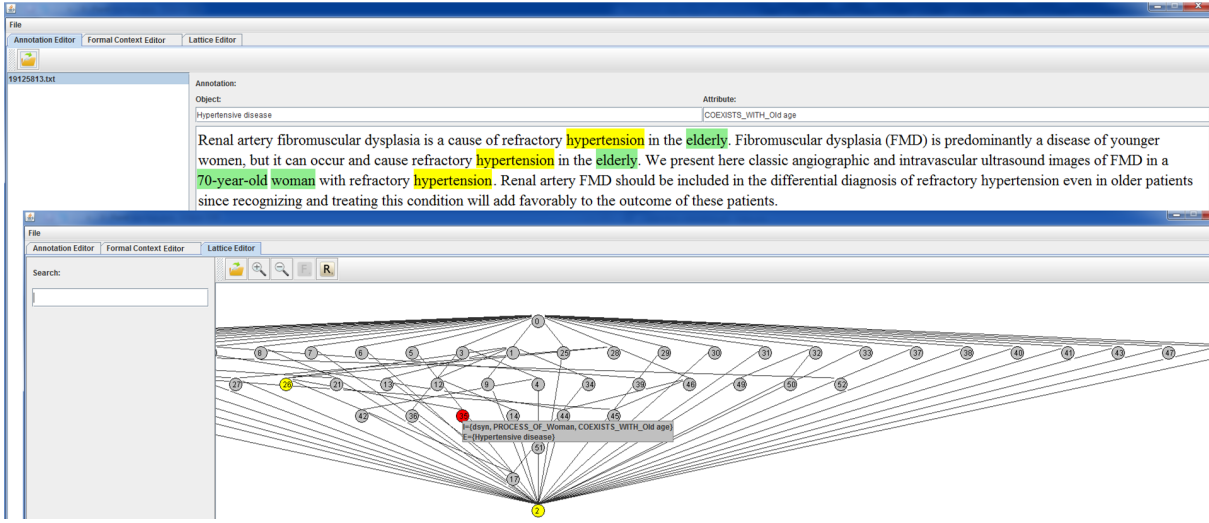 File
Annotation Editor Formal Context Editor Lattice Editor
19125813.txt
Annotation:
Object: Attribute:
Hypertensive disease COEXISTS_WITH_Old age
Renal artery fibromuscular dysplasia is a cause of refractory hypertension in the elderly. Fibromuscular dysplasia (FMD) is predominantly a disease of younger
women, but it can occur and cause refractory hypertension in the elderly. We present here classic angiographic and intravascular ultrasound images of FMD in a
70-year-old woman with refractory hypertension. Renal artery FMD should be included in the differential diagnosis of refractory hypertension even in older patients
since recognizing and treating this condition will add favorably to the outcome of these patients.
File
Annotation Editor Formal Context Editor Lattice Editor
Search:
F R
0
8 7 6 5 3 1 25 28 29 30 31 32 33 37 38 40 41 43 47
27 26 21 13 12 9 4 34 39 46 49 50 52
42 36 14 44 45
I={dsyn, PROCESS_OF_Woman, COEXISTS_WITH_Old age}
E={Hypertensive disease}
51
17
2